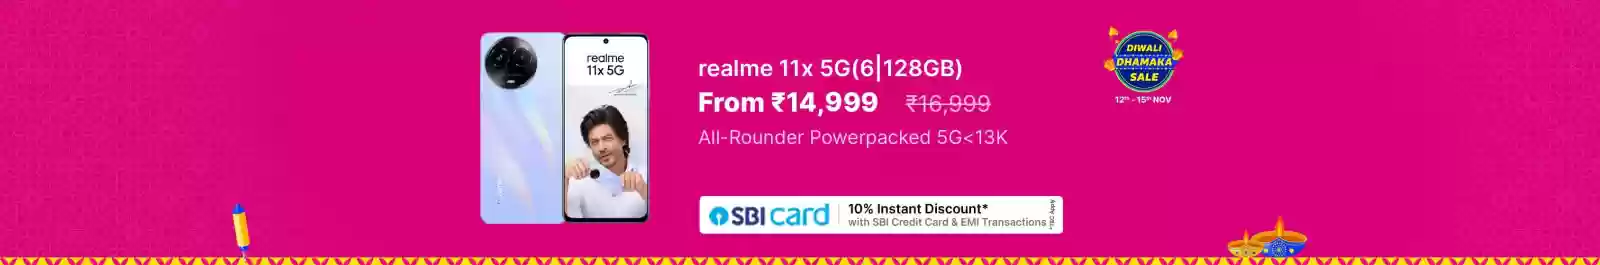 realme
11x 5G
realme 11x 5G(6|128GB)
From ₹14,999 ₹16,999
All-Rounder Powerpacked 5G<13K
SBI card
10% Instant Discount*
with SBI Credit Card & EMI Transactions
*T&C Apply
DIWALI
DHAMAKA
SALE
12th - 15th NOV